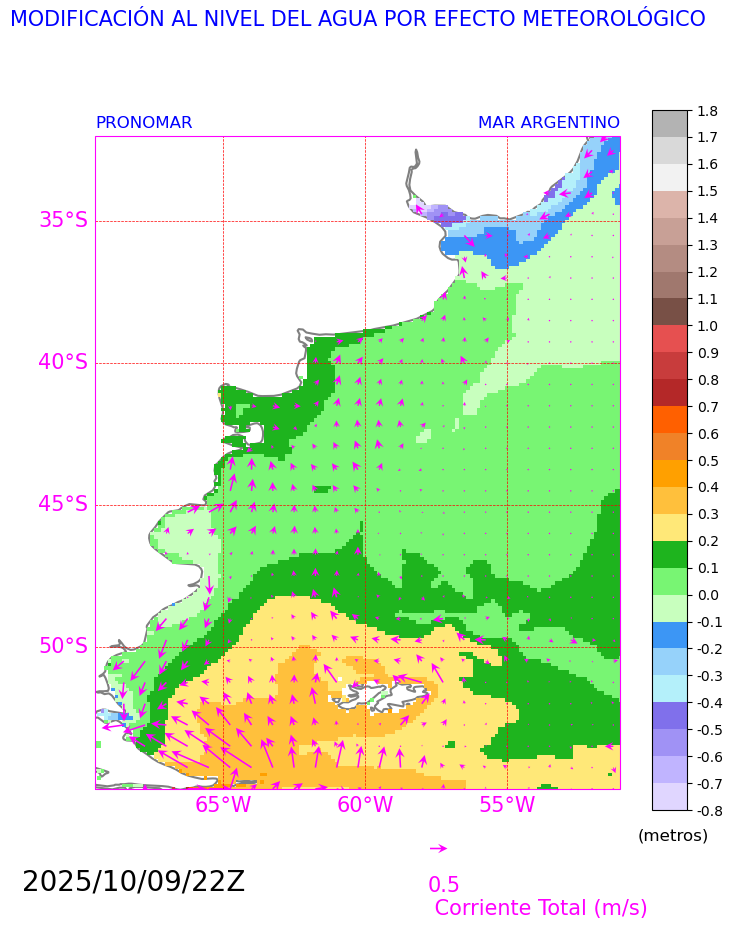 MODIFICACIÓN AL NIVEL DEL AGUA POR EFECTO METEOROLÓGICO
PRONOMAR MAR ARGENTINO
35°S
40°S
45°S
50°S
65°W 60°W 55°W
1.8
1.7
1.6
1.5
1.4
1.3
1.2
1.1
1.0
0.9
0.8
0.7
0.6
0.5
0.4
0.3
0.2
0.1
0.0
-0.1
-0.2
-0.3
-0.4
-0.5
-0.6
-0.7
-0.8
(metros)
2025/10/09/22Z
0.5
Corriente Total (m/s)